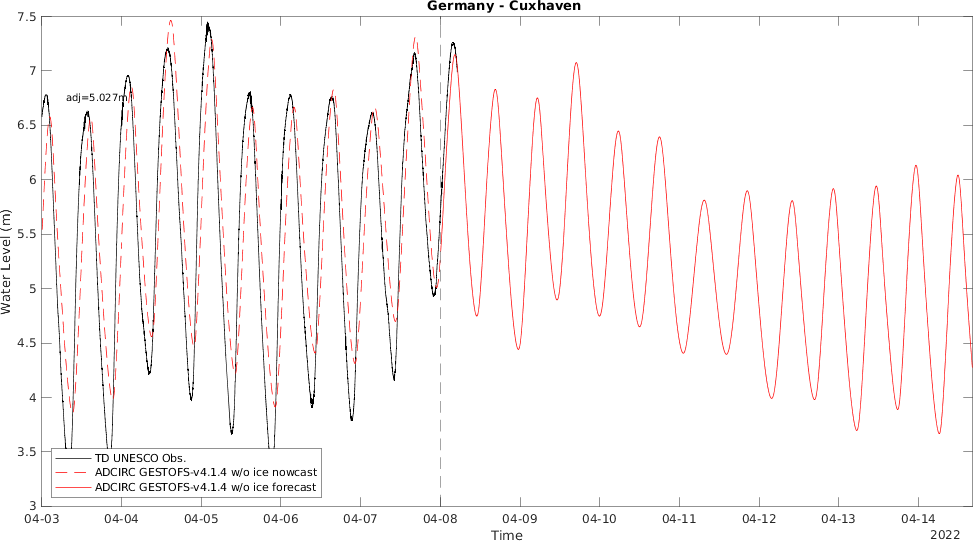 Germany - Cuxhaven
7.5
7
6.5
6
5.5
5
4.5
4
3.5
3
Water Level (m)
adj=5.027m
TD UNESCO Obs.
ADCIRC GESTOFS-v4.1.4 w/o ice nowcast
ADCIRC GESTOFS-v4.1.4 w/o ice forecast
04-03 04-04 04-05 04-06 04-07 04-08 04-09 04-10 04-11 04-12 04-13 04-14
Time
2022